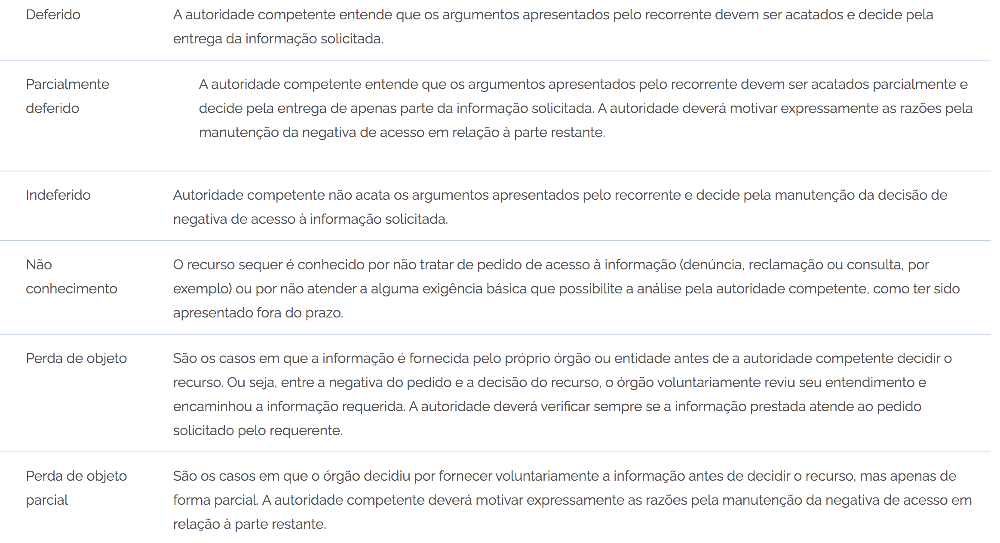 Deferido
A autoridade competente entende que os argumentos apresentados pelo recorrente devem ser acatados e decide pela
entrega da informação solicitada.
Parcialmente
deferido
A autoridade competente entende que os argumentos apresentados pelo recorrente devem ser acatados parcialmente e
decide pela entrega de apenas parte da informação solicitada. A autoridade deverá motivar expressamente as razões pela
manutenção da negativa de acesso em relação à parte restante.
Indeferido
Autoridade competente não acata os argumentos apresentados pelo recorrente e decide pela manutenção da decisão de
negativa de acesso à informação solicitada.
Não
conhecimento
O recurso sequer é conhecido por não tratar de pedido de acesso à informação (denúncia, reclamação ou consulta, por
exemplo) ou por não atender a alguma exigência básica que possibilite a análise pela autoridade competente, como ter sido
apresentado fora do prazo.
Perda de objeto
São os casos em que a informação é fornecida pelo próprio órgão ou entidade antes de a autoridade competente decidir o
recurso. Ou seja, entre a negativa do pedido e a decisão do recurso, o órgão voluntariamente reviu seu entendimento e
encaminhou a informação requerida. A autoridade deverá verificar sempre se a informação prestada atende ao pedido
solicitado pelo requerente.
Perda de objeto
parcial
São os casos em que o órgão decidiu por fornecer voluntariamente a informação antes de decidir o recurso, mas apenas de
forma parcial. A autoridade competente deverá motivar expressamente as razões pela manutenção da negativa de acesso em
relação à parte restante.